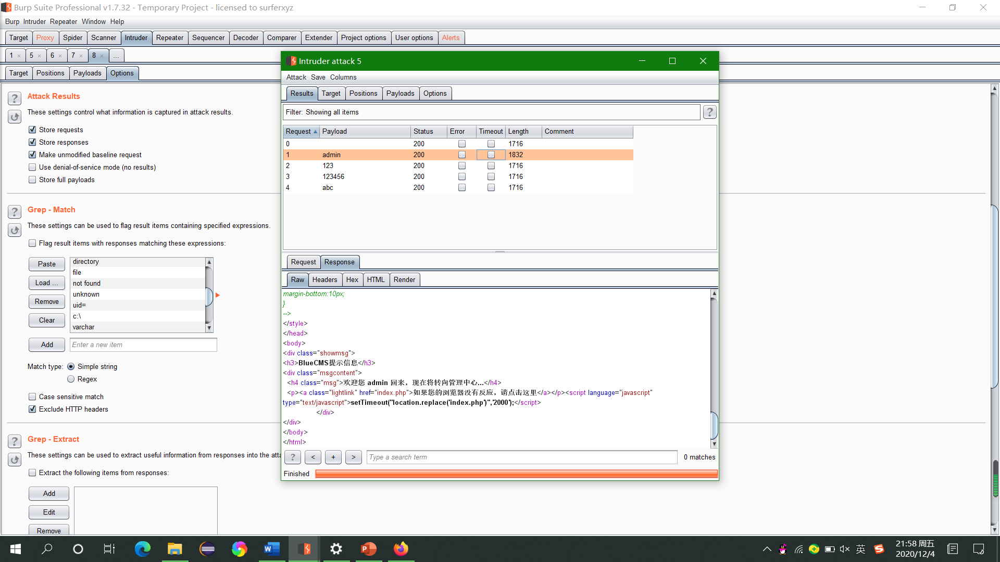 Burp Suite Professional v1.7.32 - Temporary Project - licensed to surferxyz
Burp Intruder Repeater Window Help
Target Proxy Spider Scanner Intruder Repeater Sequencer Decoder Comparer Extender Project options User options Alerts
1 × 5 × 6 × 7 × 8 × ...
Target Positions Payloads Options
Attack Results
These settings control what information is captured in attack results.
Store requests
Store responses
Make unmodified baseline request
Use denial-of-service mode (no results)
Store full payloads
Grep - Match
These settings can be used to flag result items containing specified expressions.
Flag result items with responses matching these expressions:
Paste
Load ...
Remove
Clear
directory
file
not found
unknown
uid=
c:\
varchar
Add
Enter a new item
Match type: Simple string
Regex
Case sensitive match
Exclude HTTP headers
Grep - Extract
These settings can be used to extract useful information from responses into the atta
Extract the following items from responses:
Add
Edit
Remove
Intruder attack 5
Attack Save Columns
Results Target Positions Payloads Options
Filter: Showing all items
?
Request Payload Status Error Timeout Length Comment
0 200 1716
1 admin 200 1832
2 123 200 1716
3 123456 200 1716
4 abc 200 1716
Request Response
Raw Headers Hex HTML Render
margin-bottom:10px;
}
-->
</style>
</head>
<body>
<div class="showmsg">
<h3>BlueCMS提示信息</h3>
<div class="msgcontent">
<h4 class="msg">欢迎您 admin 回来，现在将转向管理中心...</h4>
<p><a class="lightlink" href="index.php">如果您的浏览器没有反应，请点击这里</a></p><script language="javascript"
type="text/javascript">setTimeout("location.replace('index.php')",'2000');</script>
</div>
</div>
</body>
</html>
? < + > Type a search term 0 matches
Finished
英
21:58 周五
2020/12/4